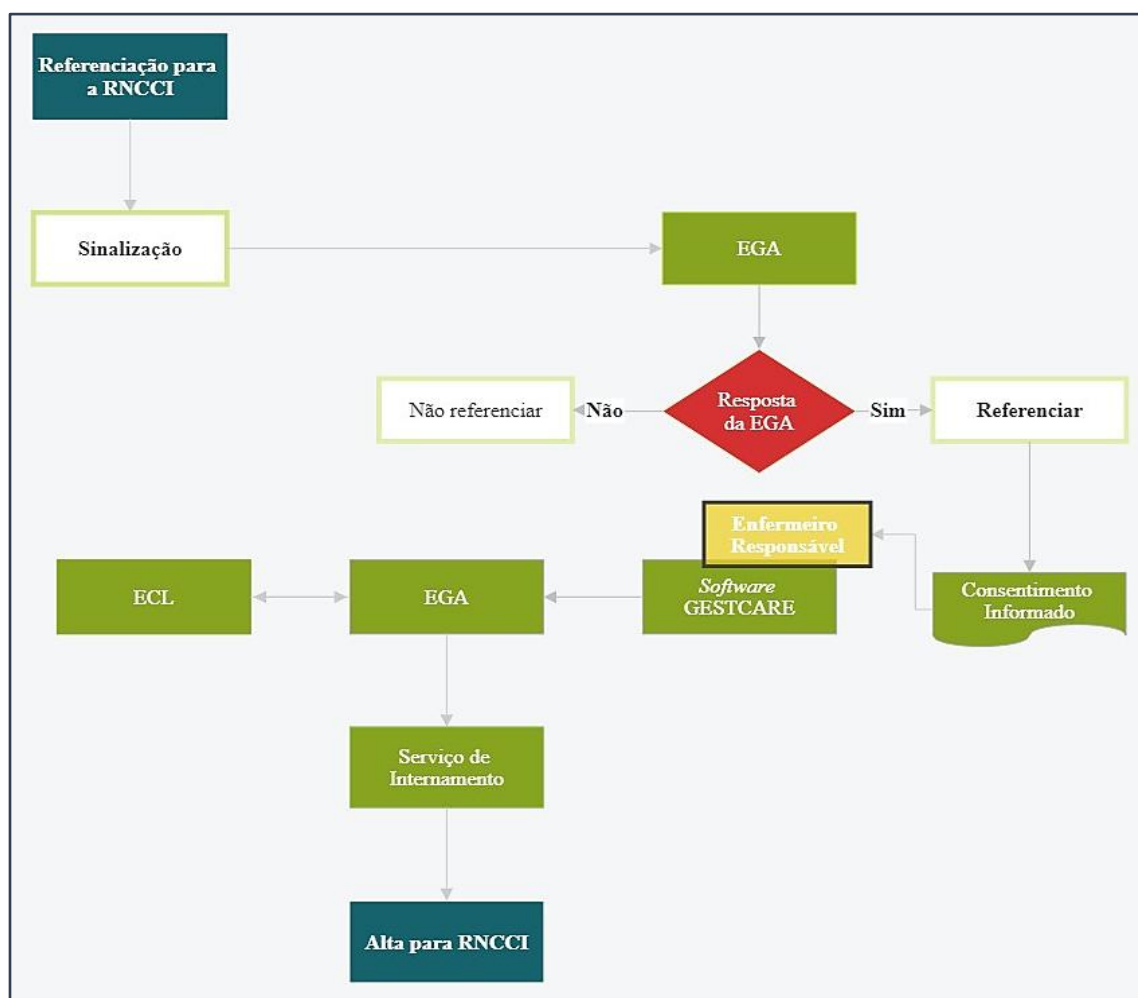 Referenciação para
a RNCCI
Sinalização
EGA
Não referenciar
Não
Resposta
da EGA
Sim
Referenciar
Enfermeiro
Responsável
ECL
EGA
Software
GESTCARE
Consentimento
Informado
Serviço de
Internamento
Alta para RNCCI